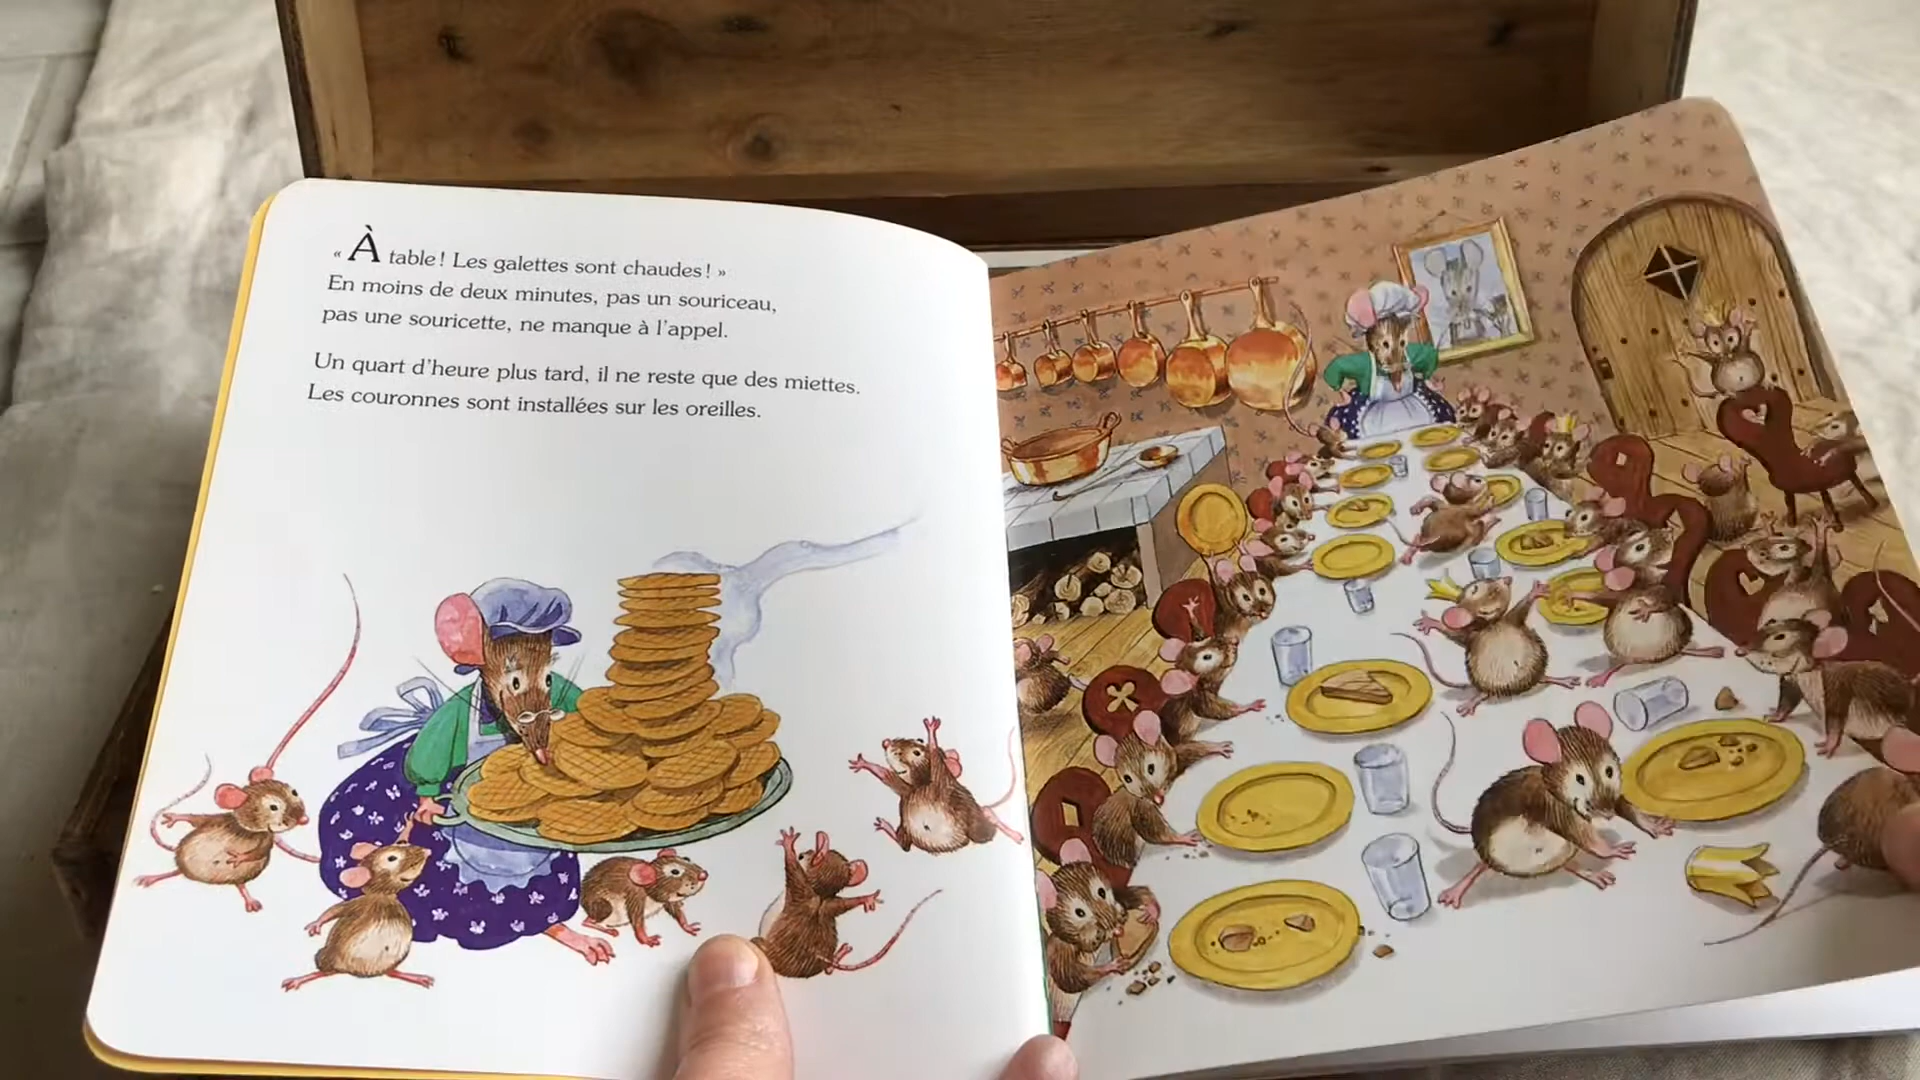 « À table ! Les galettes sont chaudes ! »
En moins de deux minutes, pas un souriceau,
pas une souricette, ne manque à l'appel.
Un quart d'heure plus tard, il ne reste que des miettes.
Les couronnes sont installées sur les oreilles.